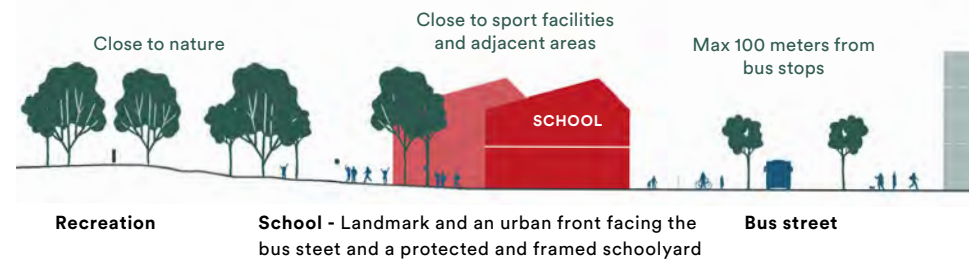 Close to nature
Close to sport facilities
and adjacent areas
Max 100 meters from
bus stops
SCHOOL
Recreation
School - Landmark and an urban front facing the
bus steet and a protected and framed schoolyard
Bus street